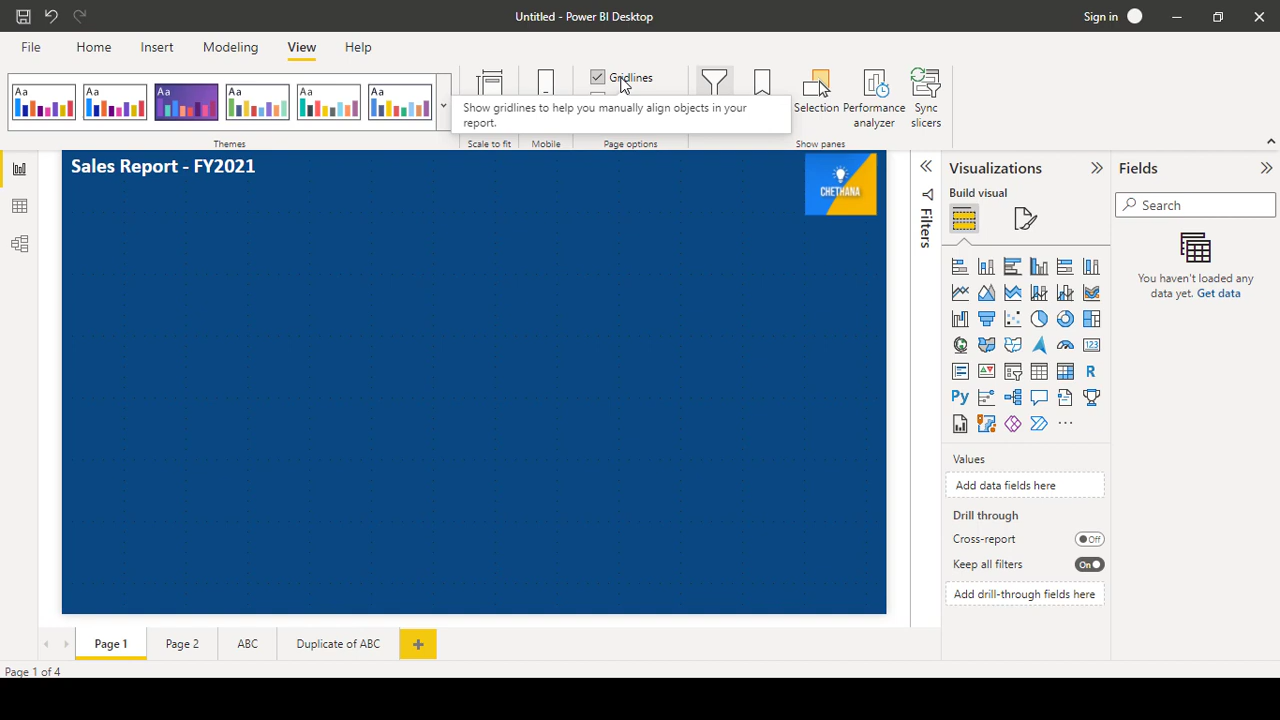 Untitled - Power BI Desktop
Sign in
File
Home
Insert
Modeling
View
Help
Aa
Aa
Aa
Aa
Aa
Aa
Gridlines
Show gridlines to help you manually align objects in your
report.
Selection
Performance
analyzer
Sync
slicers
Themes
Scale to fit
Mobile
Page options
Show panes
Sales Report - FY2021
CHETHANA
Filters
Visualizations
Build visual
123
R
Py
Values
Add data fields here
Drill through
Cross-report
Off
Keep all filters
On
Add drill-through fields here
Fields
Search
You haven't loaded any
data yet. Get data
Page 1
Page 2
ABC
Duplicate of ABC
Page 1 of 4